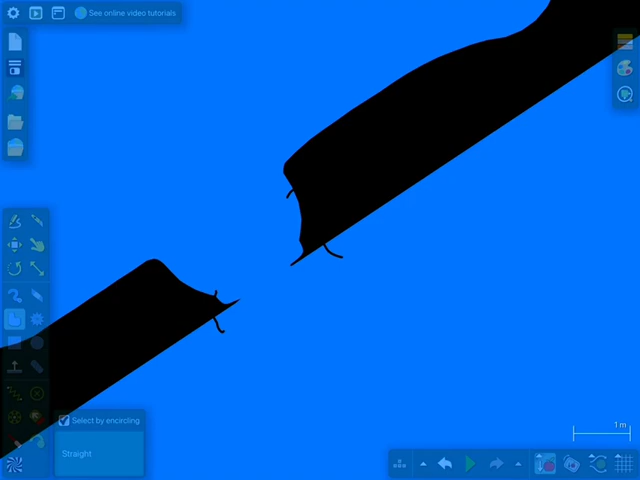 See online video tutorials
1 m
Select by encircling
Straight